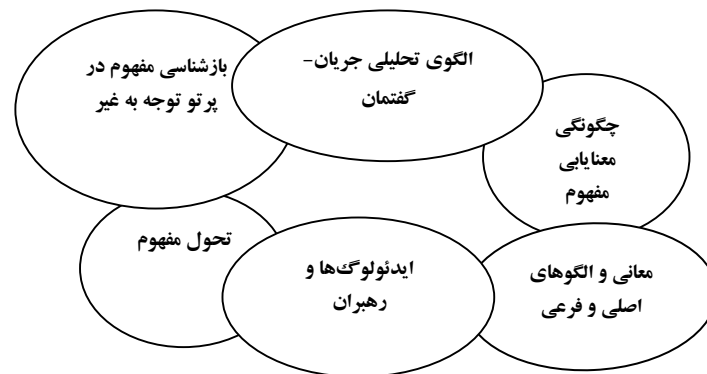 الگوی تحلیلی جریان-
گفتمان
بازشناسی مفهوم در
پرتو توجه به غیر
چگونگی
معنایابی
مفهوم
تحول مفهوم
ایدئولوگ‌ها و
رهبران
معانی و الگوهای
اصلی و فرعی